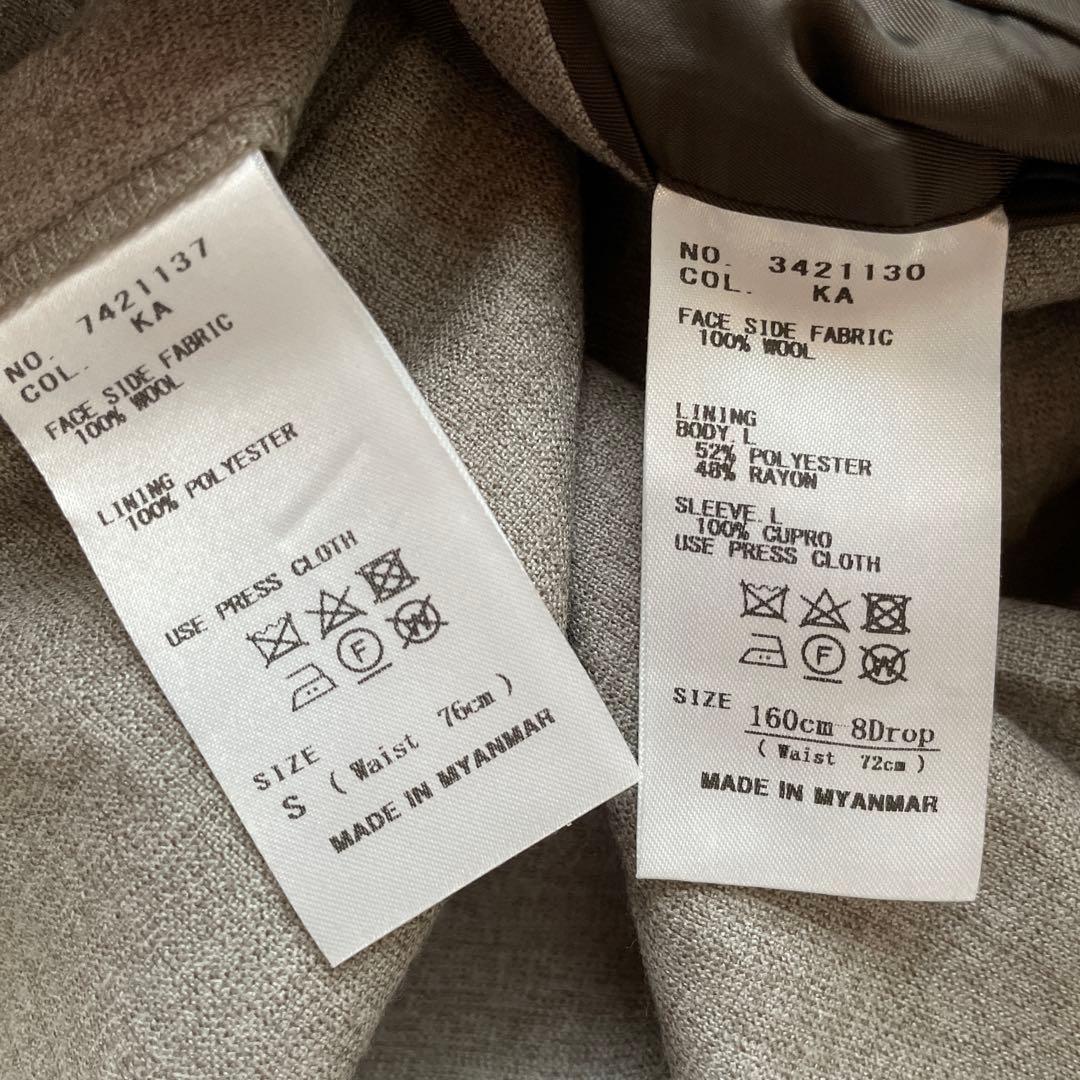 NO. 7421137
COL. KA
FACE SIDE FABRIC
100% WOOL
LINING
100% POLYESTER
USE PRESS CLOTH
F
W
SIZE
S ( Waist 76cm )
MADE IN MYANMAR
NO. 3421130
COL. KA
FACE SIDE FABRIC
100% WOOL
LINING
BODY.L
52% POLYESTER
48% RAYON
SLEEVE.L
100% CUPRO
USE PRESS CLOTH
F
W
SIZE 160cm 8Drop
( Waist 72cm )
MADE IN MYANMAR